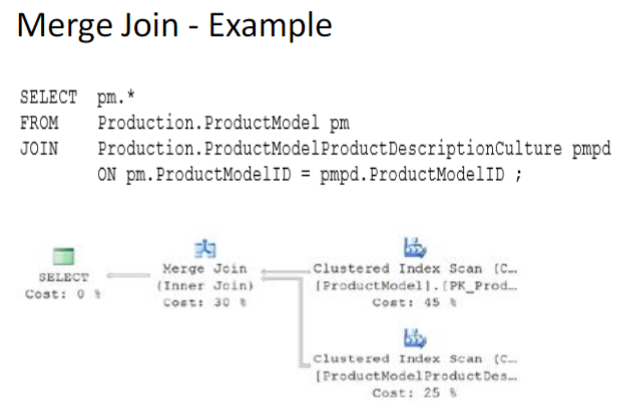 Merge Join - Example
SELECT pm.*
FROM Production.ProductModel pm
JOIN Production.ProductModelProductDescriptionCulture pmpd
ON pm.ProductModelID = pmpd.ProductModelID ;
SELECT
Cost: 0 %
Merge Join
(Inner Join)
Cost: 30 %
Clustered Index Scan (C…
[ProductModel].[PK_Prod…
Cost: 45 %
Clustered Index Scan (C…
[ProductModelProductDes…
Cost: 25 %